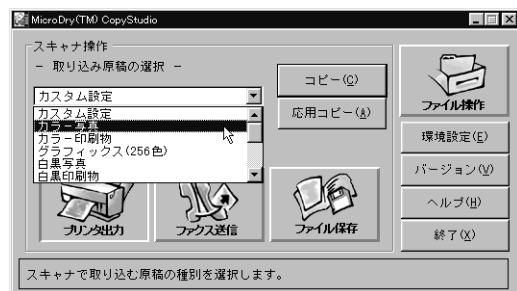 MicroDry(TM) CopyStudio
スキャナ操作
- 取り込み原稿の選択 -
カスタム設定
カスタム設定
カラー写真
カラー印刷物
グラフィックス(256色)
白黒写真
白黒印刷物
コピー(C)
応用コピー(A)
プリンタ出力
ファクス送信
ファイル保存
ファイル操作
環境設定(E)
バージョン(V)
ヘルプ(H)
終了(X)
スキャナで取り込む原稿の種別を選択します。